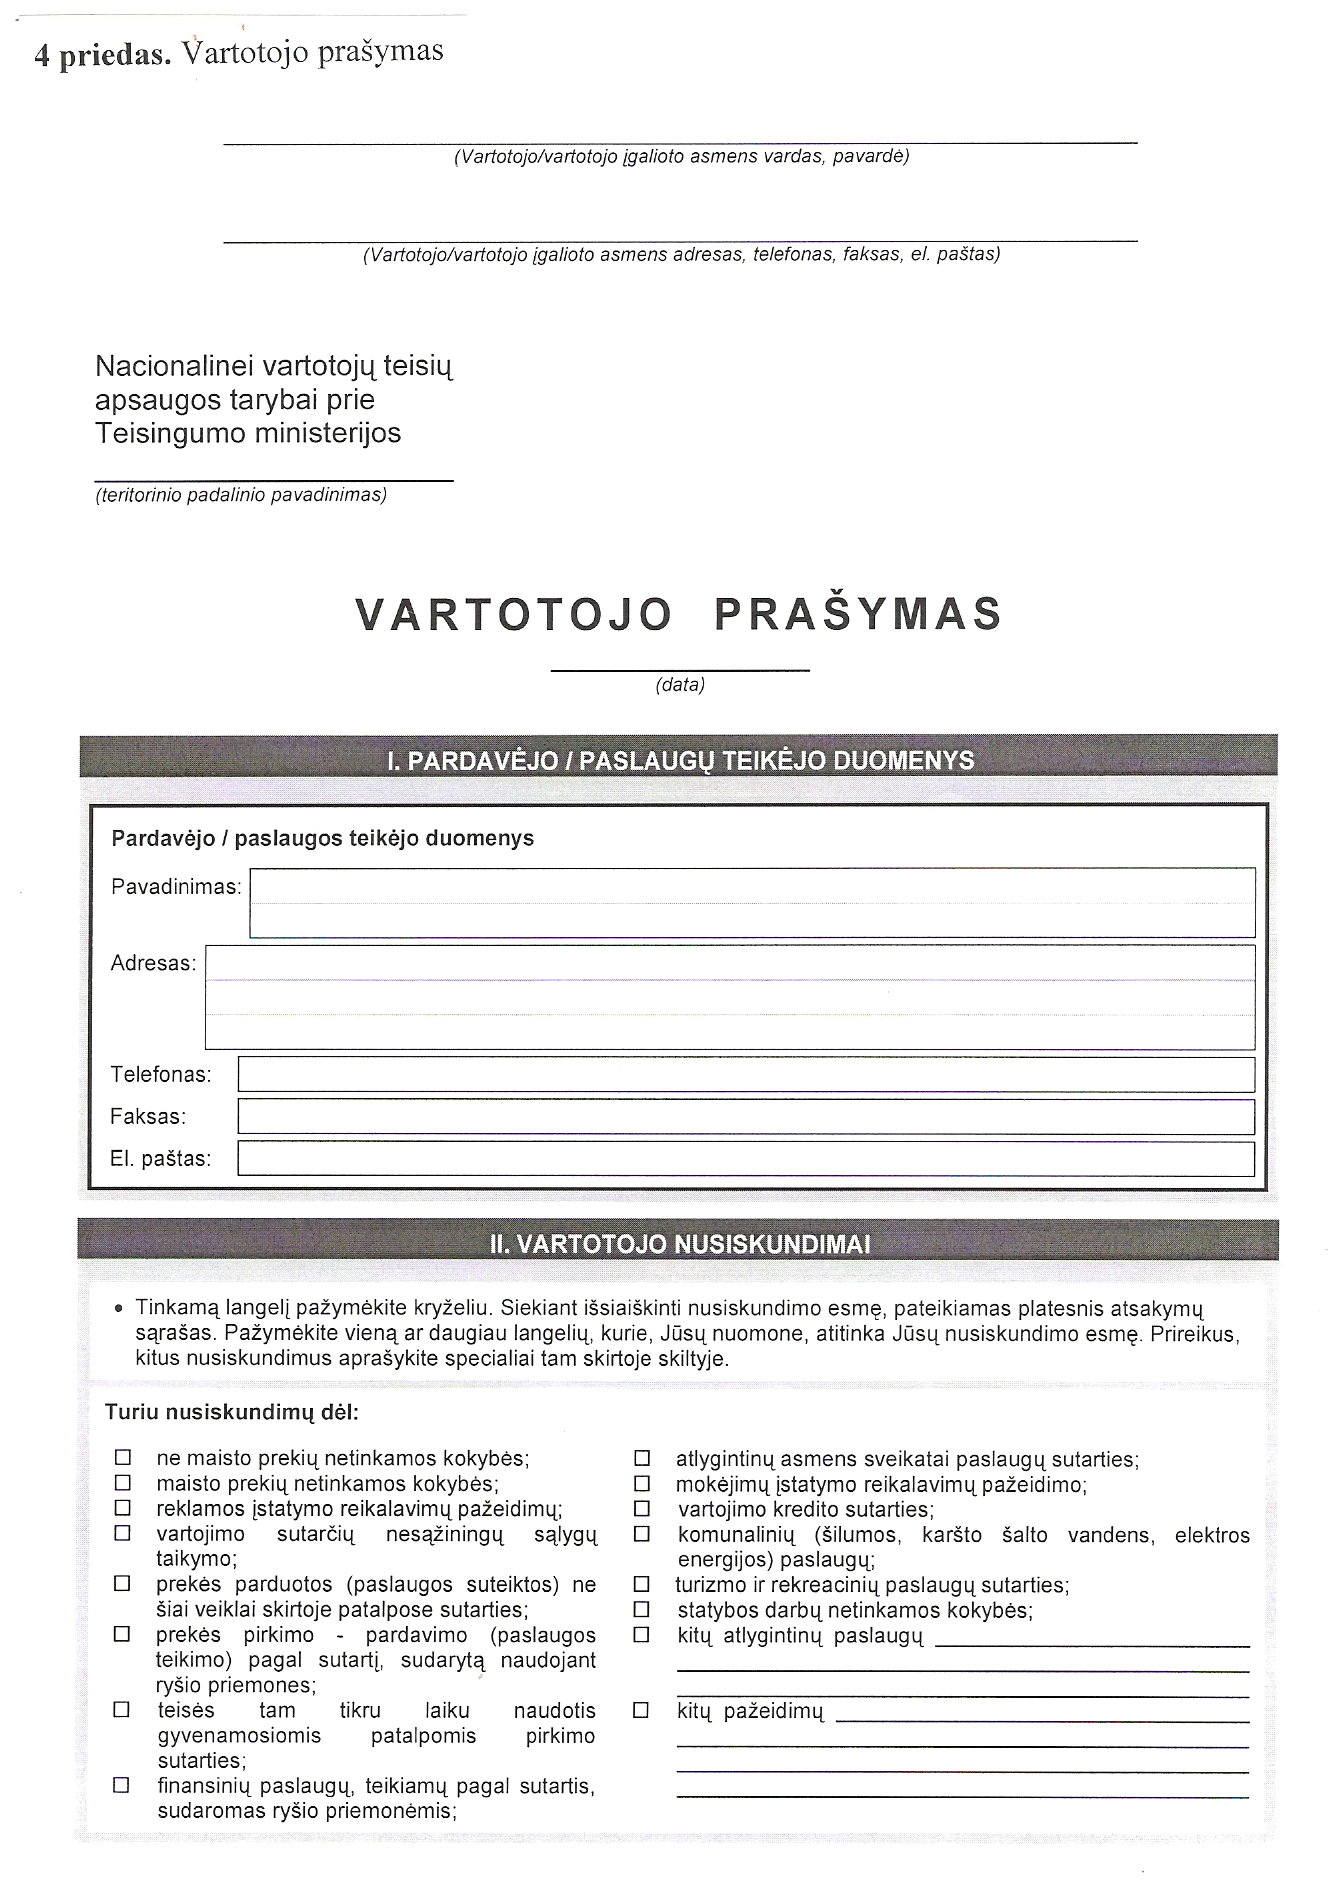 4 priedas. Vartotojo prašymas
(Vartotojo/vartotojo įgalioto asmens vardas, pavardė)
(Vartotojo/vartotojo įgalioto asmens adresas, telefonas, faksas, el. paštas)
Nacionalinei vartotojų teisių
apsaugos tarybai prie
Teisingumo ministerijos
(teritorinio padalinio pavadinimas)
VARTOTOJO PRAŠYMAS
(data)
I. PARDAVĖJO / PASLAUGŲ TEIKĖJO DUOMENYS
Pardavėjo / paslaugos teikėjo duomenys
Pavadinimas:
Adresas:
Telefonas:
Faksas:
El. paštas:
II. VARTOTOJO NUSISKUNDIMAI
• Tinkamą langelį pažymėkite kryželiu. Siekiant išsiaiškinti nusiskundimo esmę, pateikiamas platesnis atsakymų
sąrašas. Pažymėkite vieną ar daugiau langelių, kurie, Jūsų nuomone, atitinka Jūsų nusiskundimo esmę. Prireikus,
kitus nusiskundimus aprašykite specialiai tam skirtoje skiltyje.
Turiu nusiskundimų dėl:
☐ ne maisto prekių netinkamos kokybės;
☐ maisto prekių netinkamos kokybės;
☐ reklamos įstatymo reikalavimų pažeidimų;
☐ vartojimo sutarčių nesąžiningų sąlygų
taikymo;
☐ prekės parduotos (paslaugos suteiktos) ne
šiai veiklai skirtoje patalpose sutarties;
☐ prekės pirkimo - pardavimo (paslaugos
teikimo) pagal sutartį, sudarytą naudojant
ryšio priemones;
☐ teisės tam tikru laiku naudotis
gyvenamosiomis patalpomis pirkimo
sutarties;
☐ finansinių paslaugų, teikiamų pagal sutartis,
sudaromas ryšio priemonėmis;
☐ atlygintinų asmens sveikatai paslaugų sutarties;
☐ mokėjimų įstatymo reikalavimų pažeidimo;
☐ vartojimo kredito sutarties;
☐ komunalinių (šilumos, karšto šalto vandens, elektros
energijos) paslaugų;
☐ turizmo ir rekreacinių paslaugų sutarties;
☐ statybos darbų netinkamos kokybės;
☐ kitų atlygintinų paslaugų
☐ kitų pažeidimų